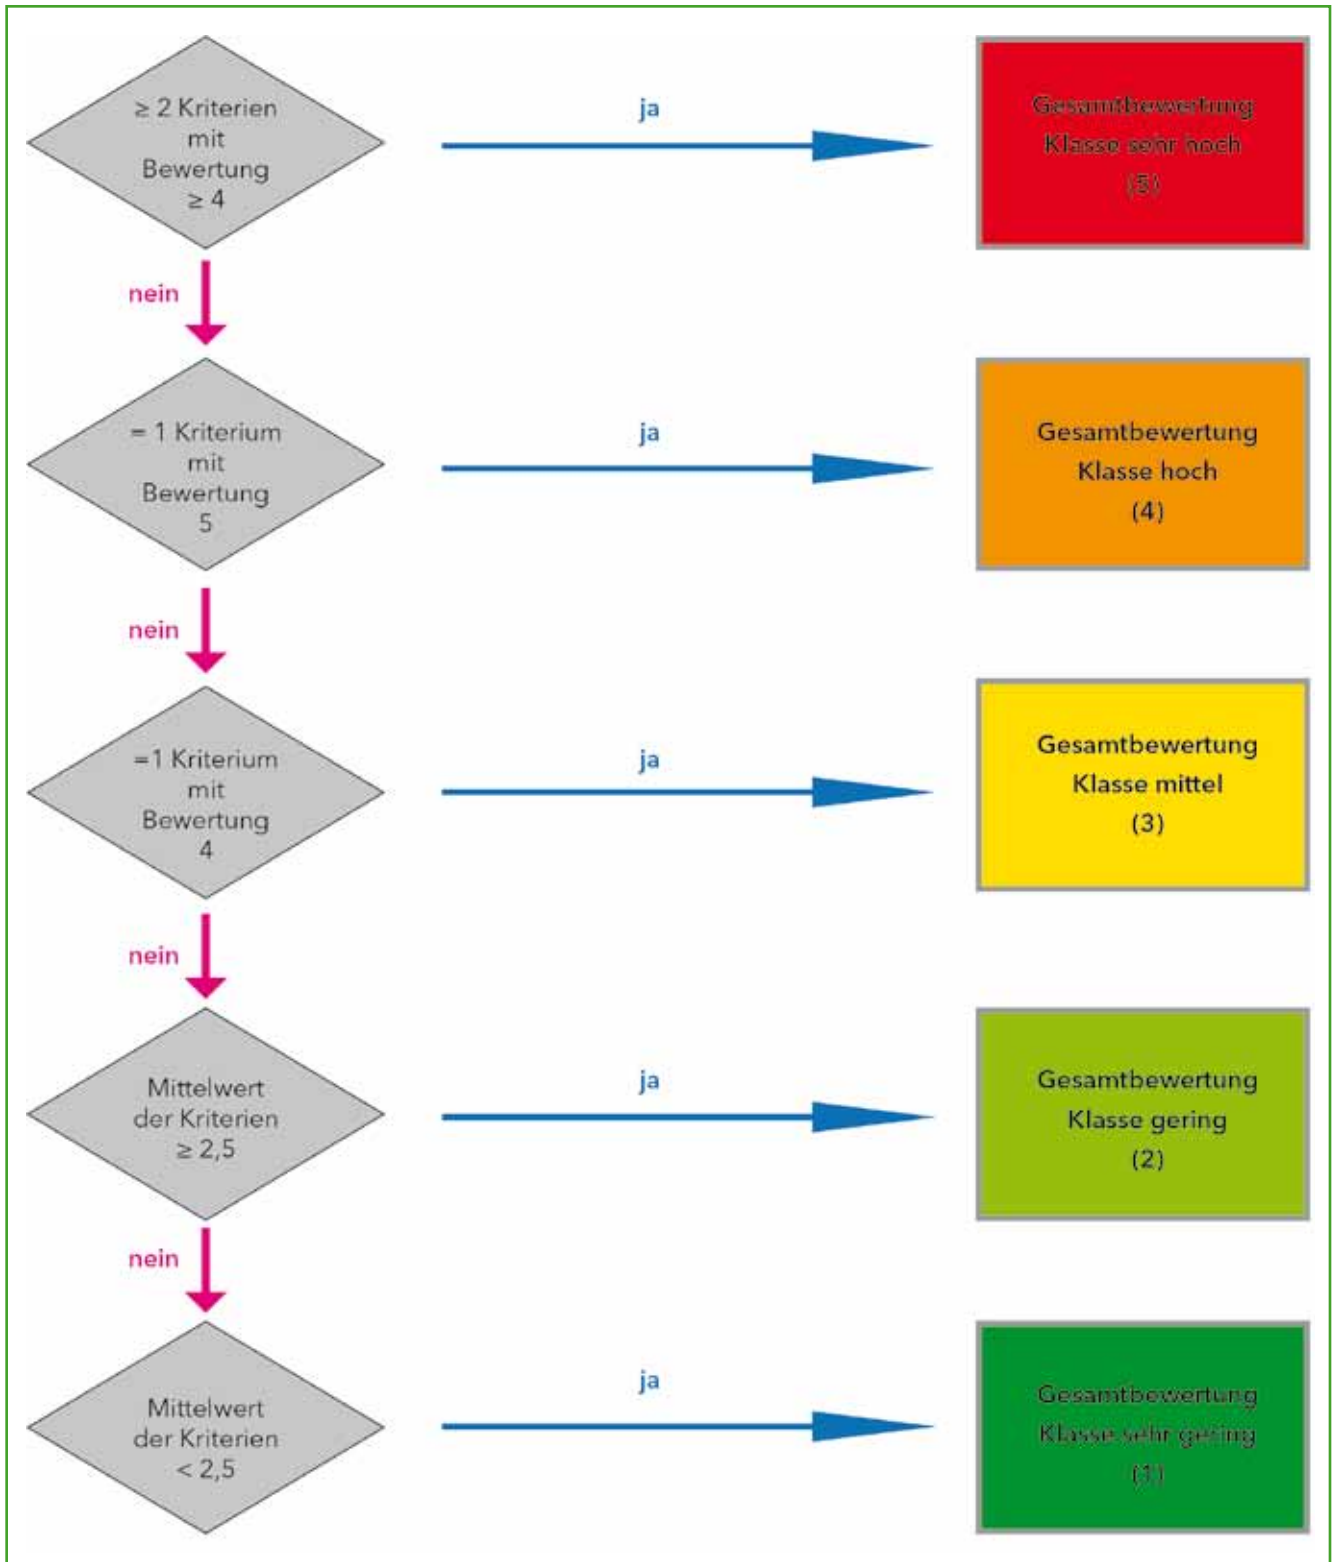 ≥ 2 Kriterien
mit
Bewertung
≥ 4
ja
Gesamtbewertung
Klasse sehr hoch
(5)
nein
= 1 Kriterium
mit
Bewertung
5
ja
Gesamtbewertung
Klasse hoch
(4)
nein
=1 Kriterium
mit
Bewertung
4
ja
Gesamtbewertung
Klasse mittel
(3)
nein
Mittelwert
der Kriterien
≥ 2,5
ja
Gesamtbewertung
Klasse gering
(2)
nein
Mittelwert
der Kriterien
< 2,5
ja
Gesamtbewertung
Klasse sehr gering
(1)